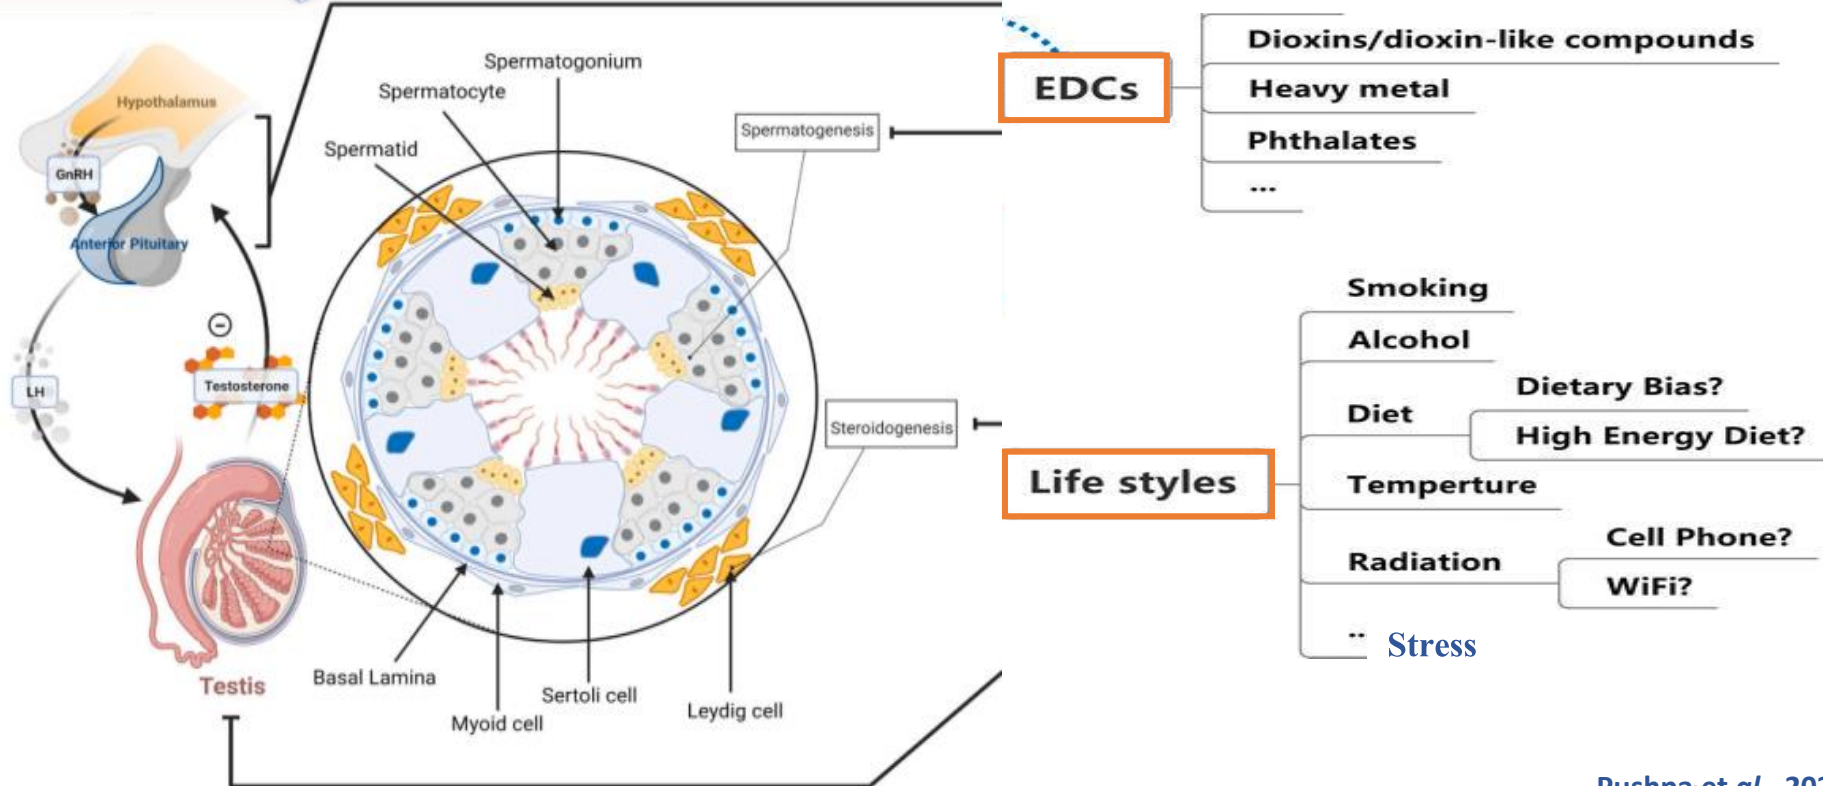 Hypothalamus
GnRH
Anterior Pituitary
LH
Testosterone
Testis
Spermatogonium
Spermatocyte
Spermatid
Spermatogenesis
Steroidogenesis
Basal Lamina
Myoid cell
Sertoli cell
Leydig cell
EDCs
Dioxins/dioxin-like compounds
Heavy metal
Phthalates
...
Life styles
Smoking
Alcohol
Diet
Dietary Bias?
High Energy Diet?
Temperture
Radiation
Cell Phone?
WiFi?
.. Stress